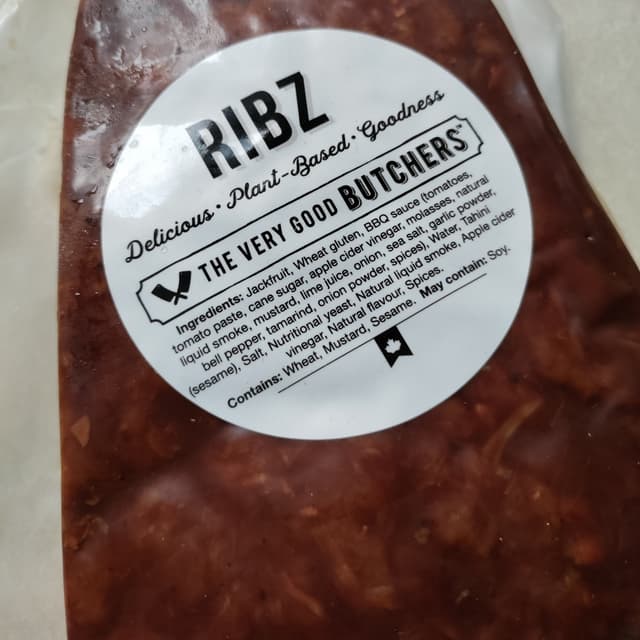 RIBZ
Delicious • Plant-Based • Goodness
THE VERY GOOD BUTCHERS
Ingredients: Jackfruit, Wheat gluten, BBQ sauce (tomatoes,
tomato paste, cane sugar, apple cider vinegar, molasses, natural
liquid smoke, mustard, lime juice, onion, sea salt, garlic powder,
bell pepper, tamarind, onion powder, spices), Water, Tahini
(sesame), Salt, Nutritional yeast, Natural liquid smoke, Apple cider
vinegar, Natural flavour, Spices.
Contains: Wheat, Mustard, Sesame. May contain: Soy.